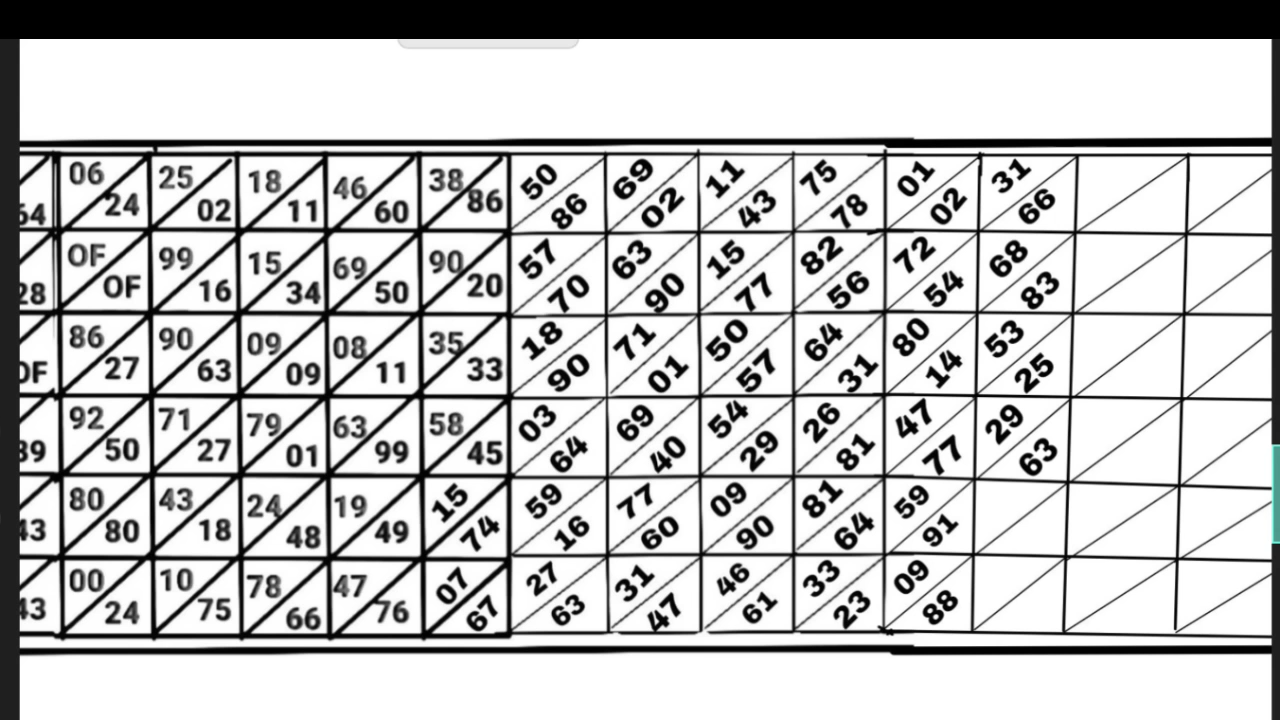 64 06 24 25 02 18 11 46 60 38 86 50 86 69 02 11 43 75 78 01 02 31 66
28 OF OF 99 16 15 34 69 50 90 20 57 70 63 90 15 77 82 56 72 54 68 83
OF 86 27 90 63 09 09 08 11 35 33 18 90 71 01 50 57 64 31 80 14 53 25
39 92 50 71 27 79 01 63 99 58 45 03 64 69 40 54 29 26 81 47 77 29 63
43 80 80 43 18 24 48 19 49 15 74 59 16 77 60 09 90 81 64 59 91
43 00 24 10 75 78 66 47 76 07 67 27 63 31 47 46 61 33 23 09 88